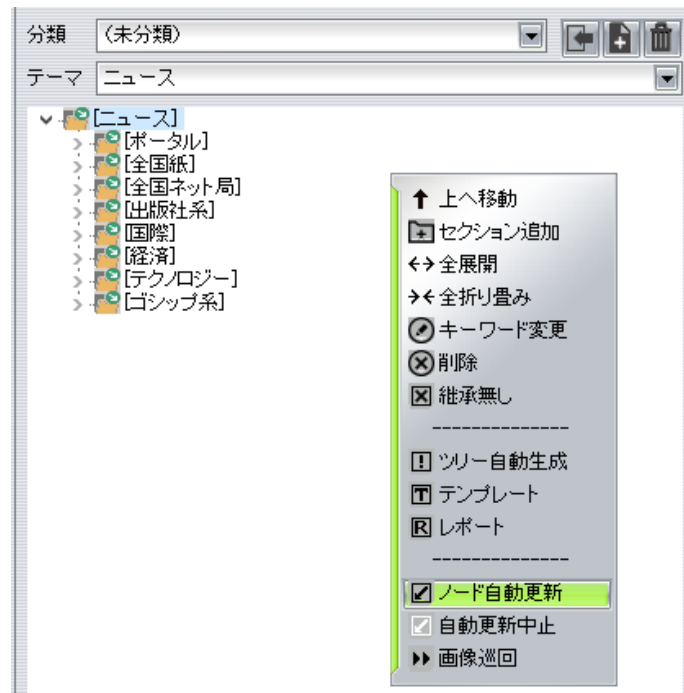 分類 (未分類)
テーマ ニュース
[ニュース]
[ポータル]
[全国紙]
[全国ネット局]
[出版社系]
[国際]
[経済]
[テクノロジー]
[ゴシップ系]
上へ移動
セクション追加
全展開
全折り畳み
キーワード変更
削除
継承無し
--------------
ツリー自動生成
T テンプレート
R レポート
--------------
ノード自動更新
自動更新中止
画像巡回